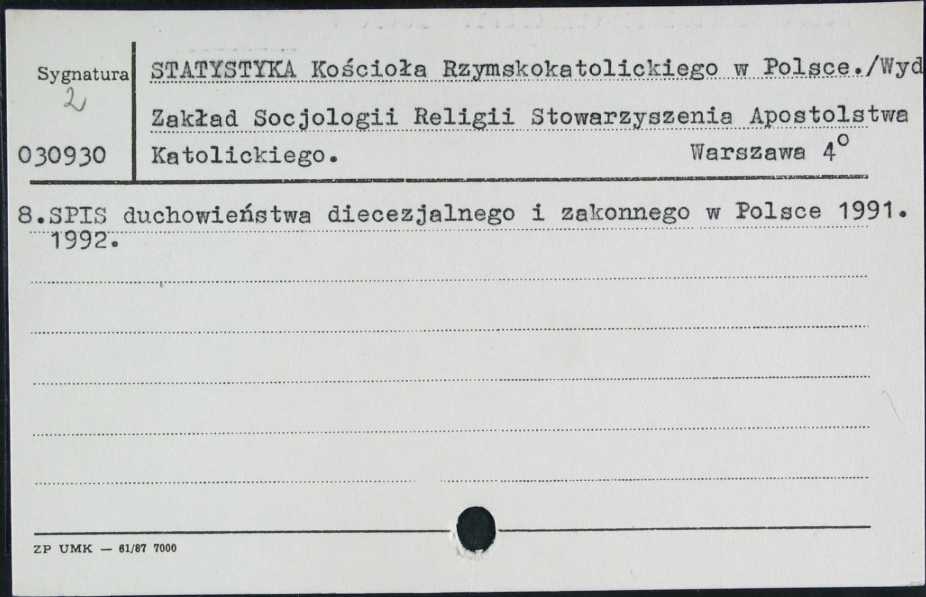 Sygnatura
2
030930
STATYSTYKA Kościoła Rzymskokatolickiego w Polsce./Wyd
Zakład Socjologii Religii Stowarzyszenia Apostolstwa
Katolickiego. Warszawa 4°
8.SPIS duchowieństwa diecezjalnego i zakonnego w Polsce 1991.
1992.
ZP UMK — 61/87 7000